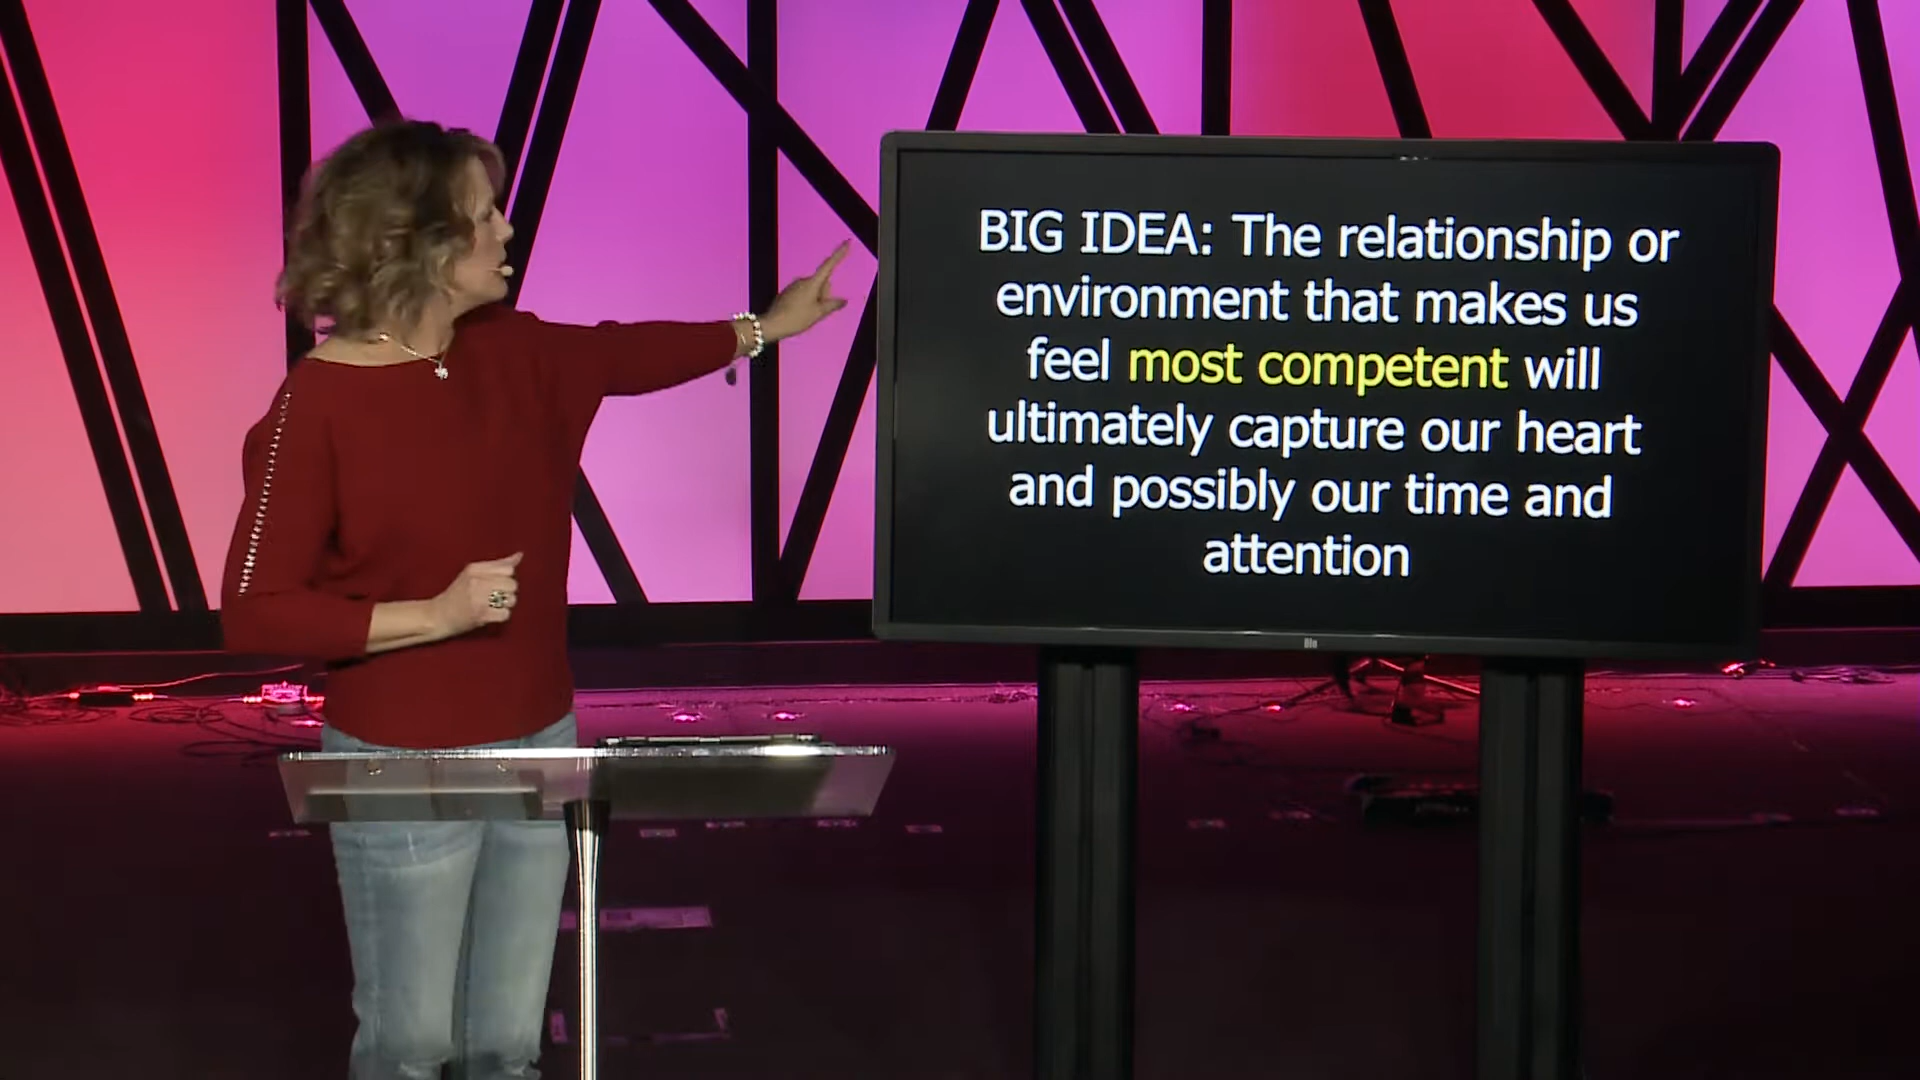 BIG IDEA: The relationship or
environment that makes us
feel most competent will
ultimately capture our heart
and possibly our time and
attention